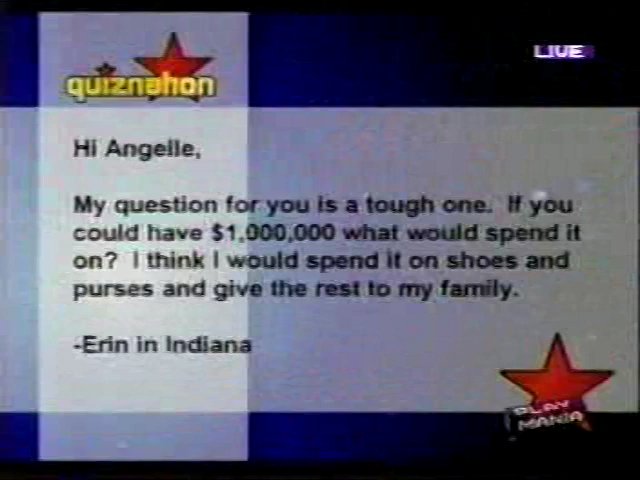 LIVE
quiznation
Hi Angelle,
My question for you is a tough one. If you
could have $1,000,000 what would spend it
on? I think I would spend it on shoes and
purses and give the rest to my family.
-Erin in Indiana
PLAY
MANIA